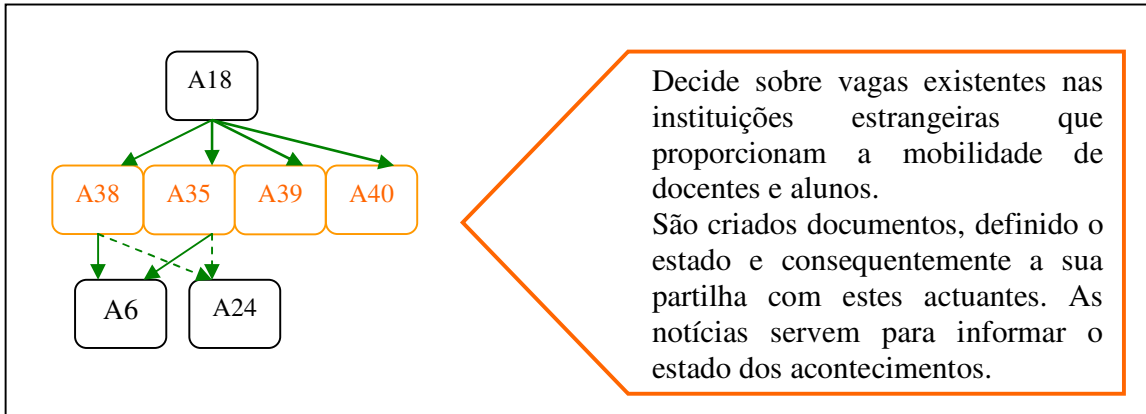 A18
A38 A35 A39 A40
A6 A24
Decide sobre vagas existentes nas
instituições estrangeiras que
proporcionam a mobilidade de
docentes e alunos.
São criados documentos, definido o
estado e consequentemente a sua
partilha com estes actuantes. As
notícias servem para informar o
estado dos acontecimentos.